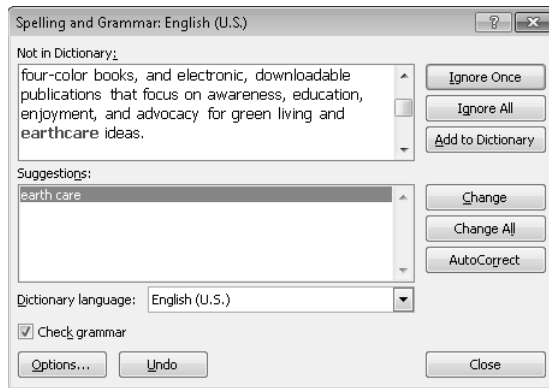 Spelling and Grammar: English (U.S.)
Not in Dictionary:
four-color books, and electronic, downloadable
publications that focus on awareness, education,
enjoyment, and advocacy for green living and
earthcare ideas.
Ignore Once
Ignore All
Add to Dictionary
Suggestions:
earth care
Change
Change All
AutoCorrect
Dictionary language: English (U.S.)
Check grammar
Options... Undo Close